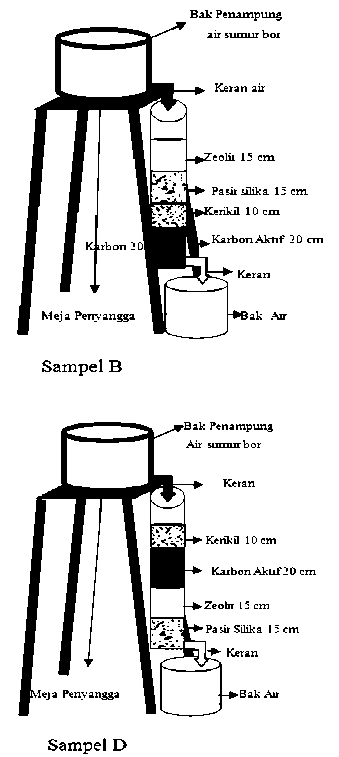 Bak Penampung
air sumur bor
Keran air
Zeolit 15 cm
Pasir silika 15 cm
Kerikil 10 cm
Karbon 20
Karbon Aktif 20 cm
Keran
Meja Penyangga
Bak Air
Sampel B
Bak Penampung
Air sumur bor
Keran
Kerikil 10 cm
Karbon Aktif 20 cm
Zeolit 15 cm
Pasir Silika 15 cm
Keran
Meja Penyangga
Bak Air
Sampel D